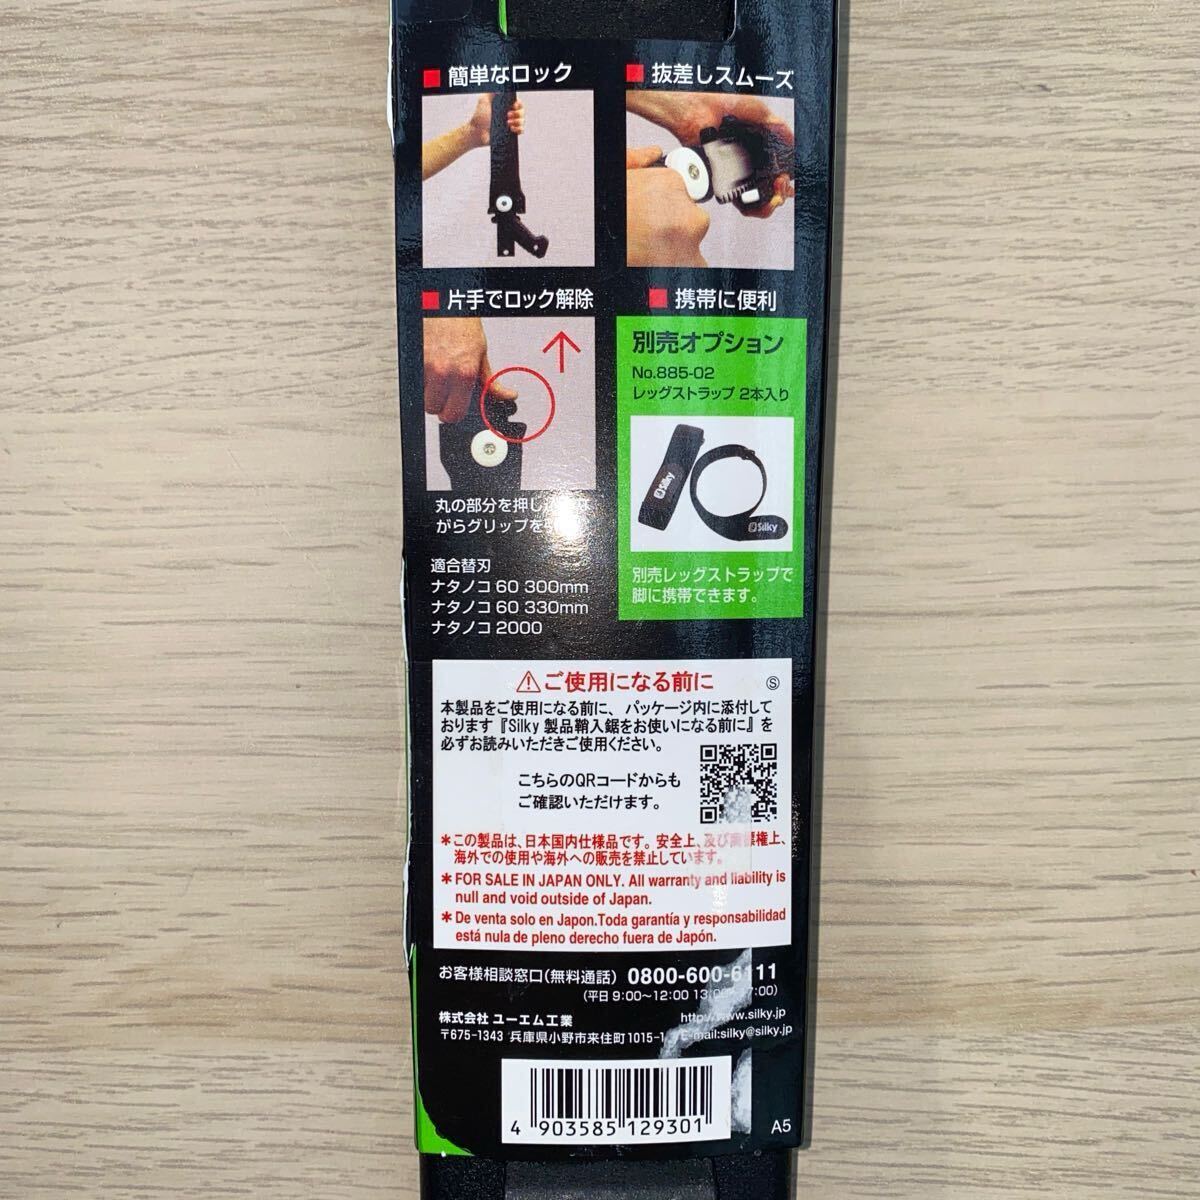 ■ 簡単なロック
■ 抜差しスムーズ
■ 片手でロック解除
丸の部分を押し
がらグリップを
適合替刃
ナタノコ 60 300mm
ナタノコ 60 330mm
ナタノコ 2000
■ 携帯に便利
別売オプション
No.885-02
レッグストラップ 2本入り
Silky
Silky
別売レッグストラップで
脚に携帯できます。
⚠ご使用になる前に
Ⓢ
本製品をご使用になる前に、パッケージ内に添付して
おります『Silky 製品鞘入鋸をお使いになる前に』を
必ずお読みいただきご使用ください。
こちらのQRコードからも
ご確認いただけます。
＊この製品は、日本国内仕様品です。安全上、及び商標権上、
海外での使用や海外への販売を禁止しています。
＊FOR SALE IN JAPAN ONLY. All warranty and liability is
null and void outside of Japan.
＊De venta solo en Japon.Toda garantía y responsabilidad
está nula de pleno derecho fuera de Japón.
お客様相談窓口(無料通話) 0800-600-6111
(平日 9:00〜12:00 13:00〜17:00)
株式会社 ユーエム工業
〒675-1343 兵庫県小野市来住町1015-1
http://www.silky.jp
E-mail:silky@silky.jp
4 903585 129301
A5